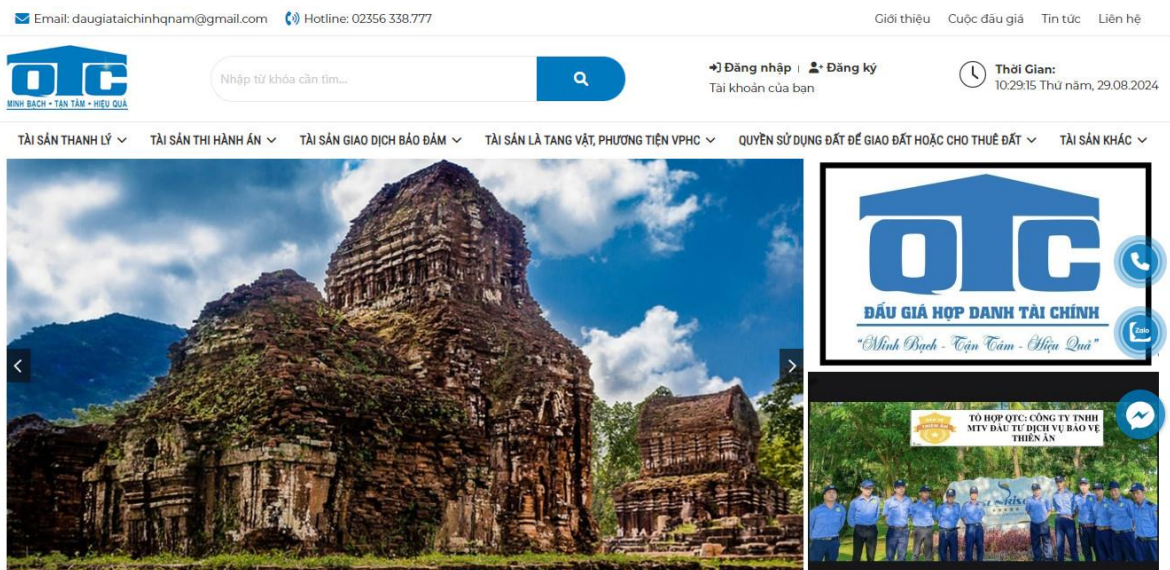 Email: daugiataichinhqnam@gmail.com
Hotline: 02356 338.777
Giới thiệu
Cuộc đấu giá
Tin tức
Liên hệ
QTC
MINH BẠCH • TẬN TÂM • HIỆU QUẢ
Nhập từ khóa cần tìm...
Đăng nhập | Đăng ký
Tài khoản của bạn
Thời Gian:
10:29:15 Thứ năm, 29.08.2024
TÀI SẢN THANH LÝ
TÀI SẢN THI HÀNH ÁN
TÀI SẢN GIAO DỊCH BẢO ĐẢM
TÀI SẢN LÀ TANG VẬT, PHƯƠNG TIỆN VPHC
QUYỀN SỬ DỤNG ĐẤT ĐỂ GIAO ĐẤT HOẶC CHO THUÊ ĐẤT
TÀI SẢN KHÁC
QTC
ĐẤU GIÁ HỢP DANH TÀI CHÍNH
"Minh Bạch - Tận Tâm - Hiệu Quả"
Zalo
THIÊN ÂN
TỔ HỢP QTC: CÔNG TY TNHH
MTV ĐẦU TƯ DỊCH VỤ BẢO VỆ
THIÊN ÂN